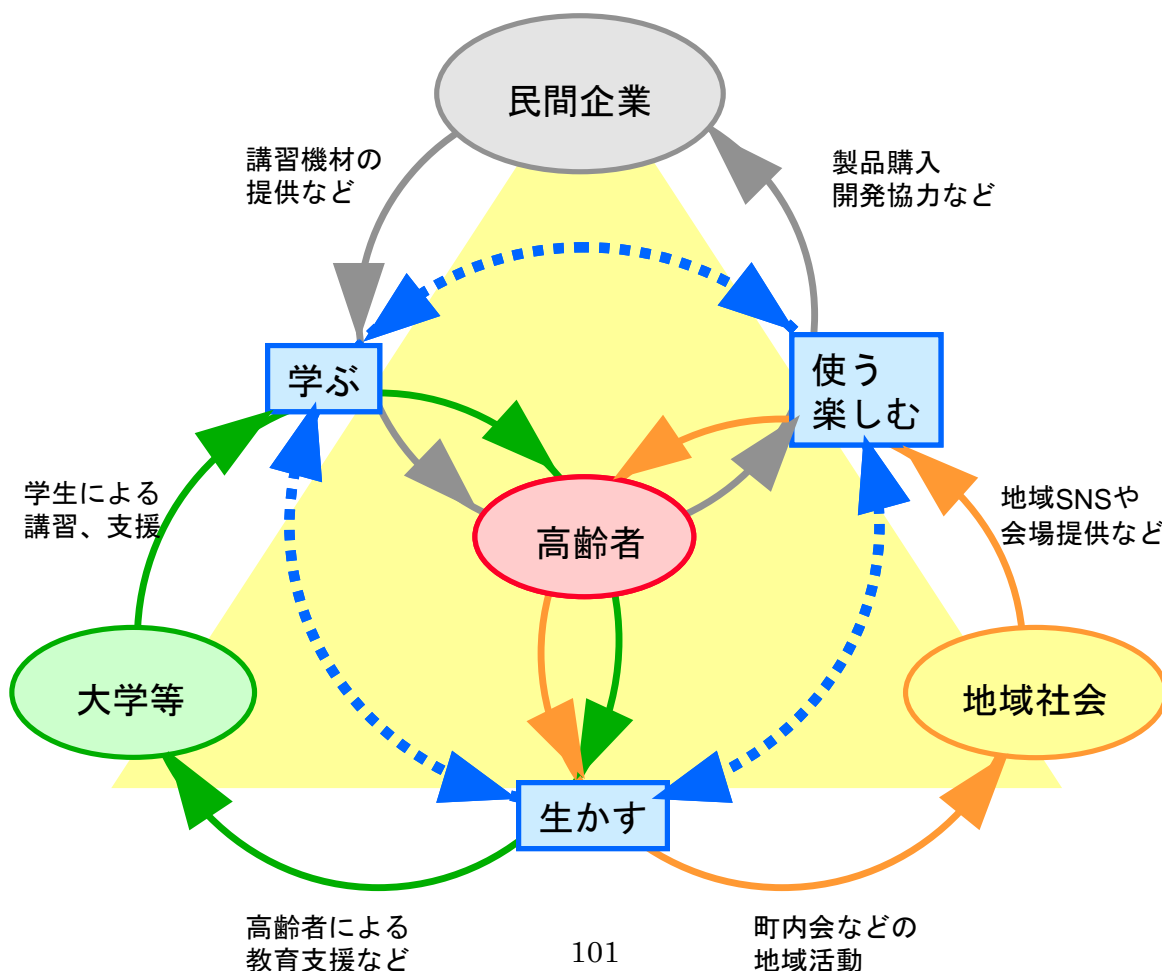 民間企業
講習機材の
提供など
製品購入
開発協力など
学ぶ
使う
楽しむ
学生による
講習、支援
高齢者
地域SNSや
会場提供など
大学等
地域社会
生かす
高齢者による
教育支援など
101
町内会などの
地域活動